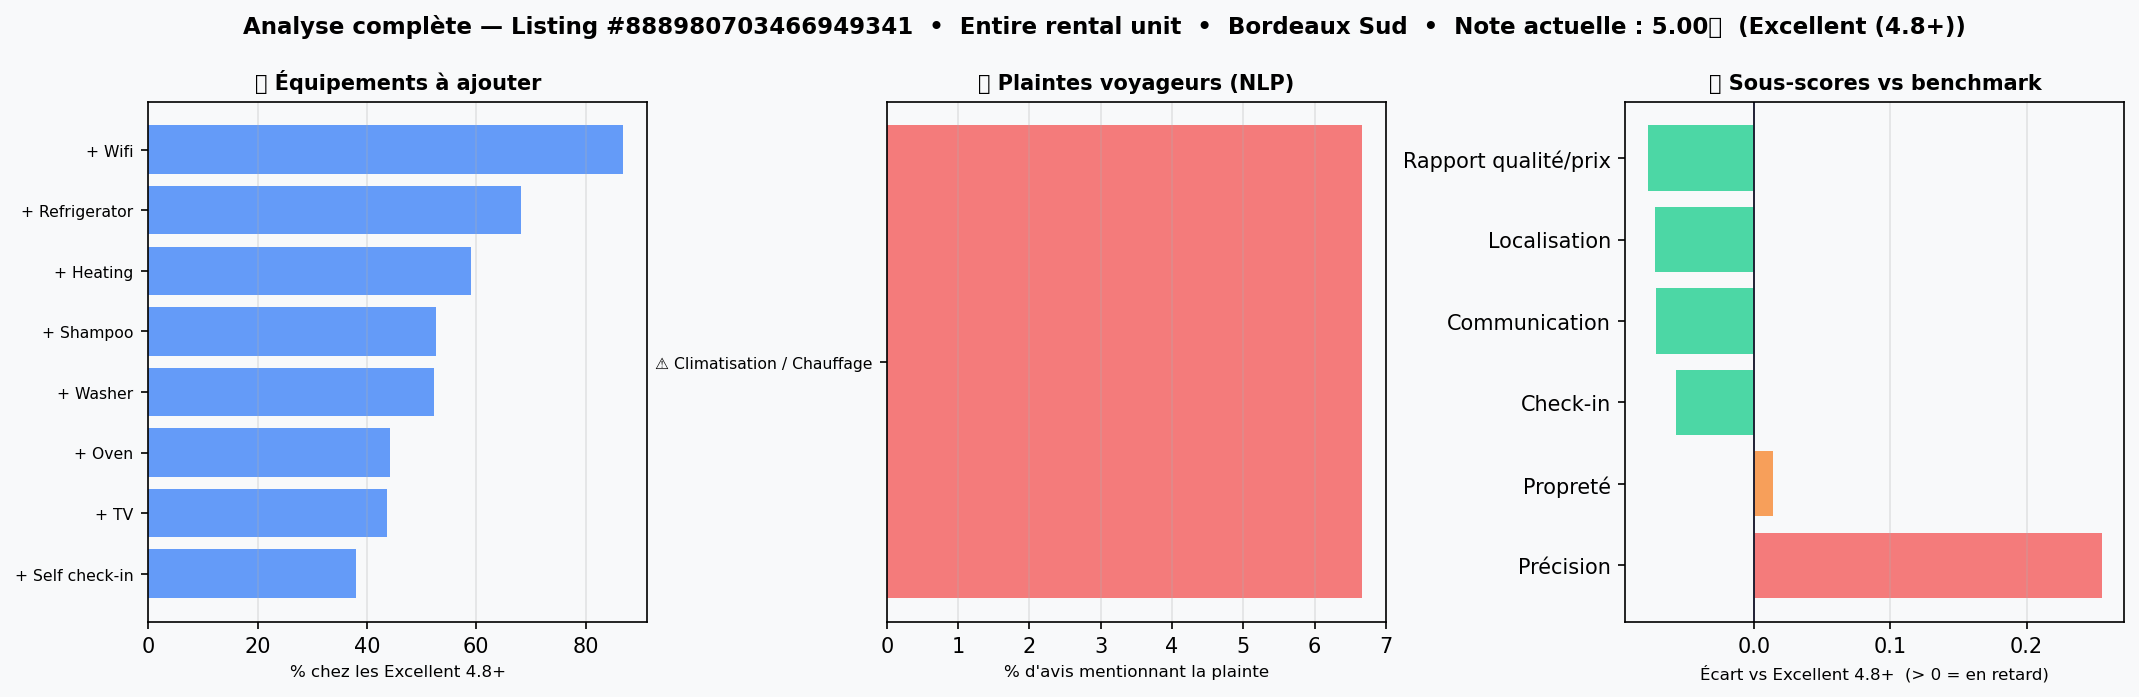 Analyse complète — Listing #888980703466949341 • Entire rental unit • Bordeaux Sud • Note actuelle : 5.00 (Excellent (4.8+))
Équipements à ajouter
+ Wifi
+ Refrigerator
+ Heating
+ Shampoo
+ Washer
+ Oven
+ TV
+ Self check-in
0 20 40 60 80
% chez les Excellent 4.8+
Plaintes voyageurs (NLP)
⚠ Climatisation / Chauffage
0 1 2 3 4 5 6 7
% d'avis mentionnant la plainte
Sous-scores vs benchmark
Rapport qualité/prix
Localisation
Communication
Check-in
Propreté
Précision
0.0 0.1 0.2
Écart vs Excellent 4.8+ (> 0 = en retard)